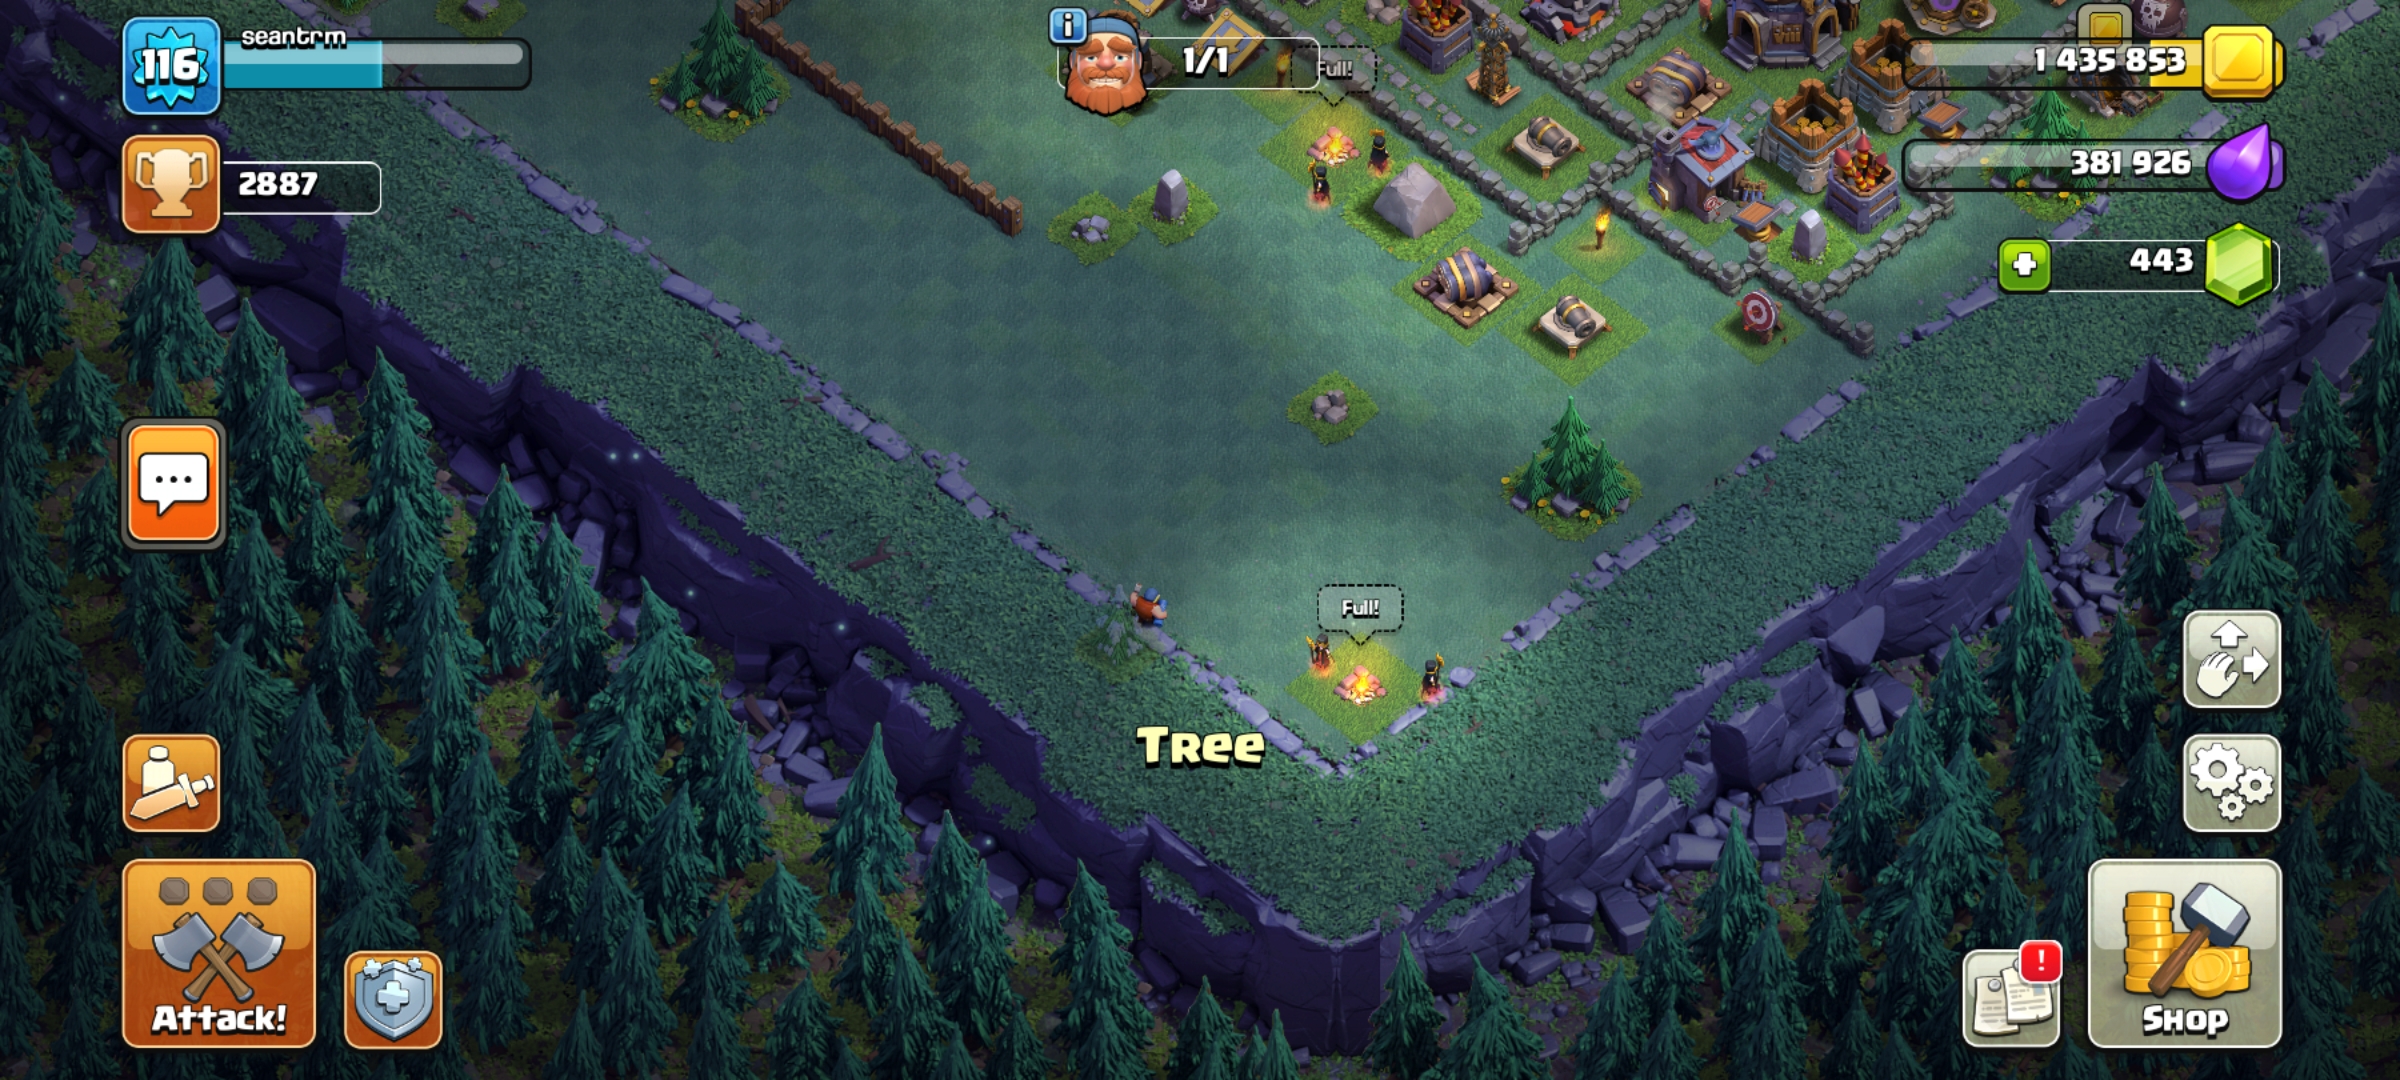 seantrm
116
1/1
Full!
1 435 853
2887
381 926
443
Full!
Tree
Attack!
!
Shop